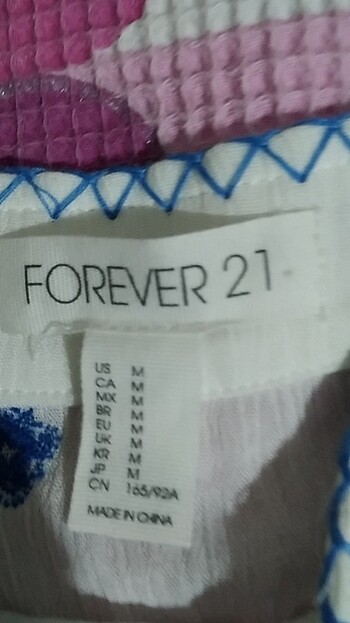 FOREVER 21
US M
CA M
MX M
BR M
EU M
UK M
KR M
JP M
CN 165/92A
MADE IN CHINA